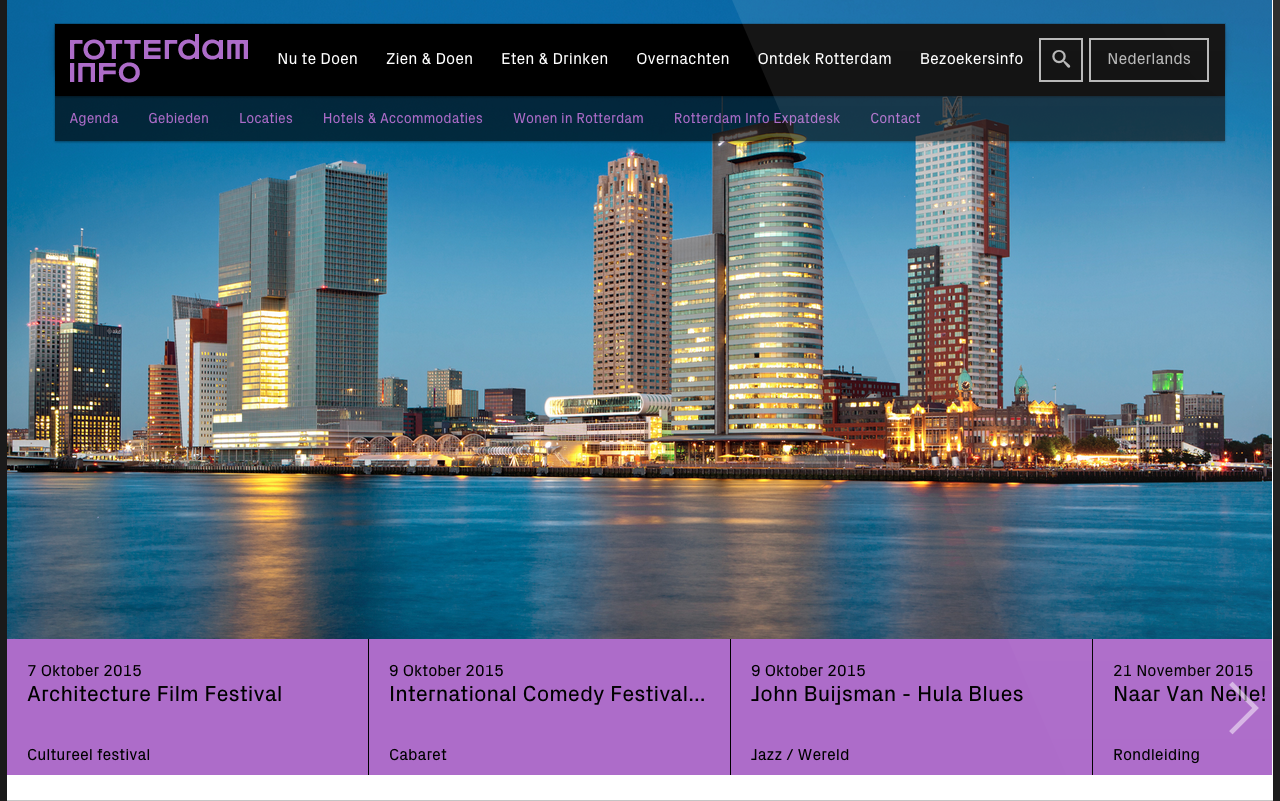 rotterdam
INFO
Nu te Doen
Zien & Doen
Eten & Drinken
Overnachten
Ontdek Rotterdam
Bezoekersinfo
Nederlands
Agenda
Gebieden
Locaties
Hotels & Accommodaties
Wonen in Rotterdam
Rotterdam Info Expatdesk
Contact
7 Oktober 2015
Architecture Film Festival
Cultureel festival
9 Oktober 2015
International Comedy Festival...
Cabaret
9 Oktober 2015
John Buijsman - Hula Blues
Jazz / Wereld
21 November 2015
Naar Van Nelle!
Rondleiding